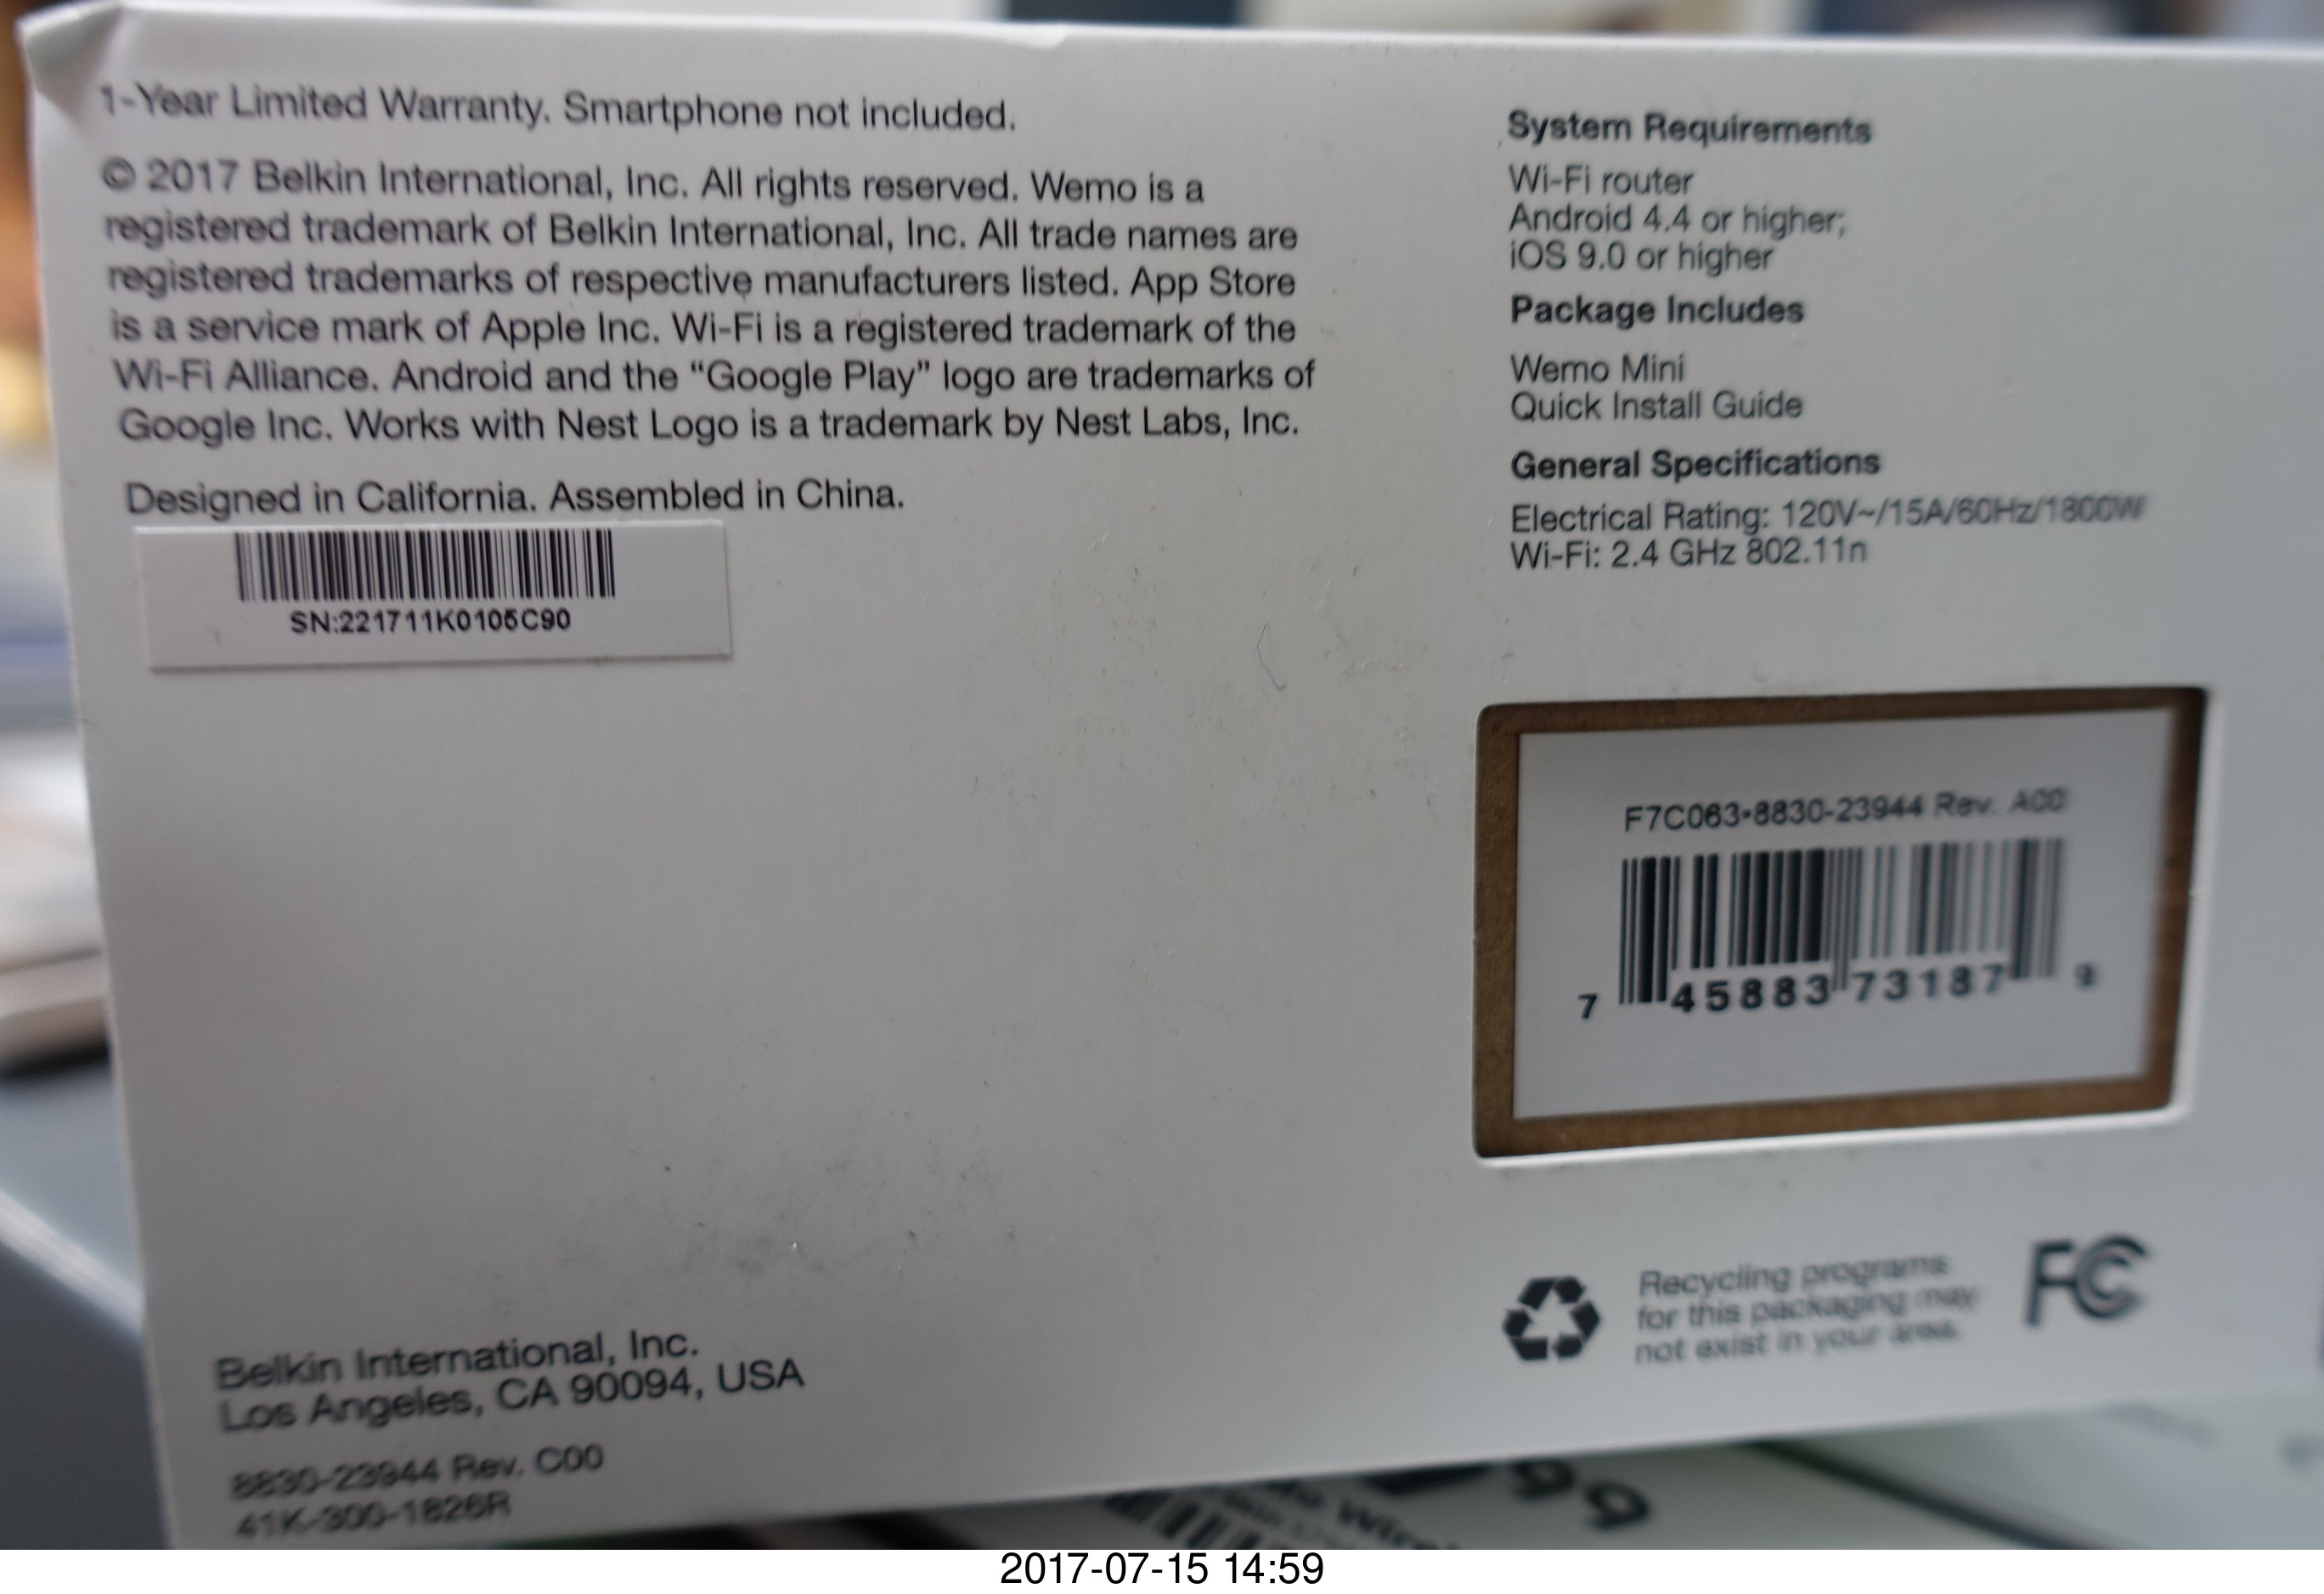 1-Year Limited Warranty. Smartphone not included.
© 2017 Belkin International, Inc. All rights reserved. Wemo is a
registered trademark of Belkin International, Inc. All trade names are
registered trademarks of respective manufacturers listed. App Store
is a service mark of Apple Inc. Wi-Fi is a registered trademark of the
Wi-Fi Alliance. Android and the “Google Play” logo are trademarks of
Google Inc. Works with Nest Logo is a trademark by Nest Labs, Inc.
Designed in California. Assembled in China.
SN:221711K0105C90
Belkin International, Inc.
Los Angeles, CA 90094, USA
8830-23944 Rev. C00
41K-300-1826R
System Requirements
Wi-Fi router
Android 4.4 or higher;
iOS 9.0 or higher
Package Includes
Wemo Mini
Quick Install Guide
General Specifications
Electrical Rating: 120V~/15A/60Hz/1800W
Wi-Fi: 2.4 GHz 802.11n
F7C063•8830-23944 Rev. A00
7 45883 73187 9
Recycling programs
for this packaging may
not exist in your area.
FC
99
2017-07-15 14:59